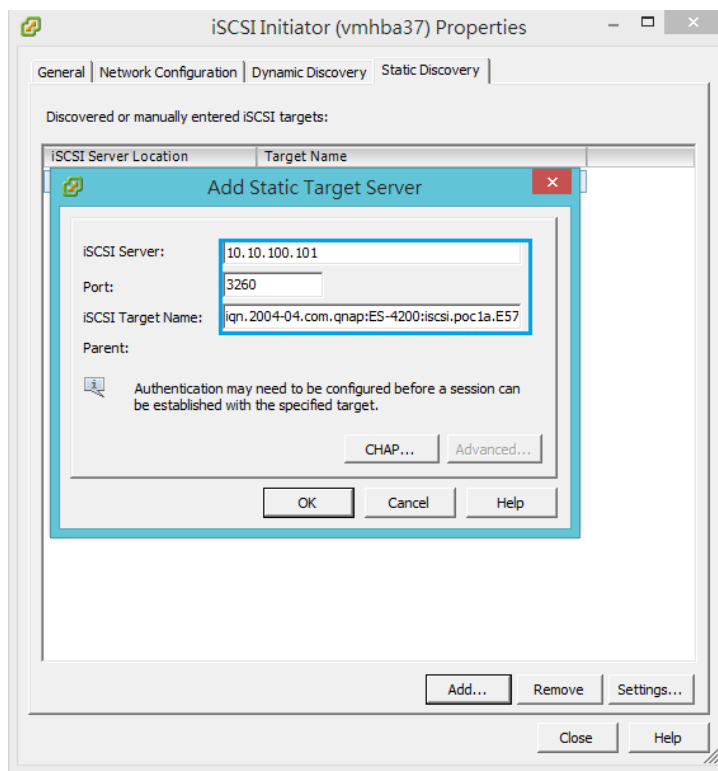 iSCSI Initiator (vmhba37) Properties
General Network Configuration Dynamic Discovery Static Discovery
Discovered or manually entered iSCSI targets:
iSCSI Server Location Target Name
Add Static Target Server
iSCSI Server: 10.10.100.101
Port: 3260
iSCSI Target Name: iqn.2004-04.com.qnap:ES-4200:iscsi.poc1a.E57
Parent:
Authentication may need to be configured before a session can
be established with the specified target.
CHAP... Advanced...
OK Cancel Help
Add... Remove Settings...
Close Help